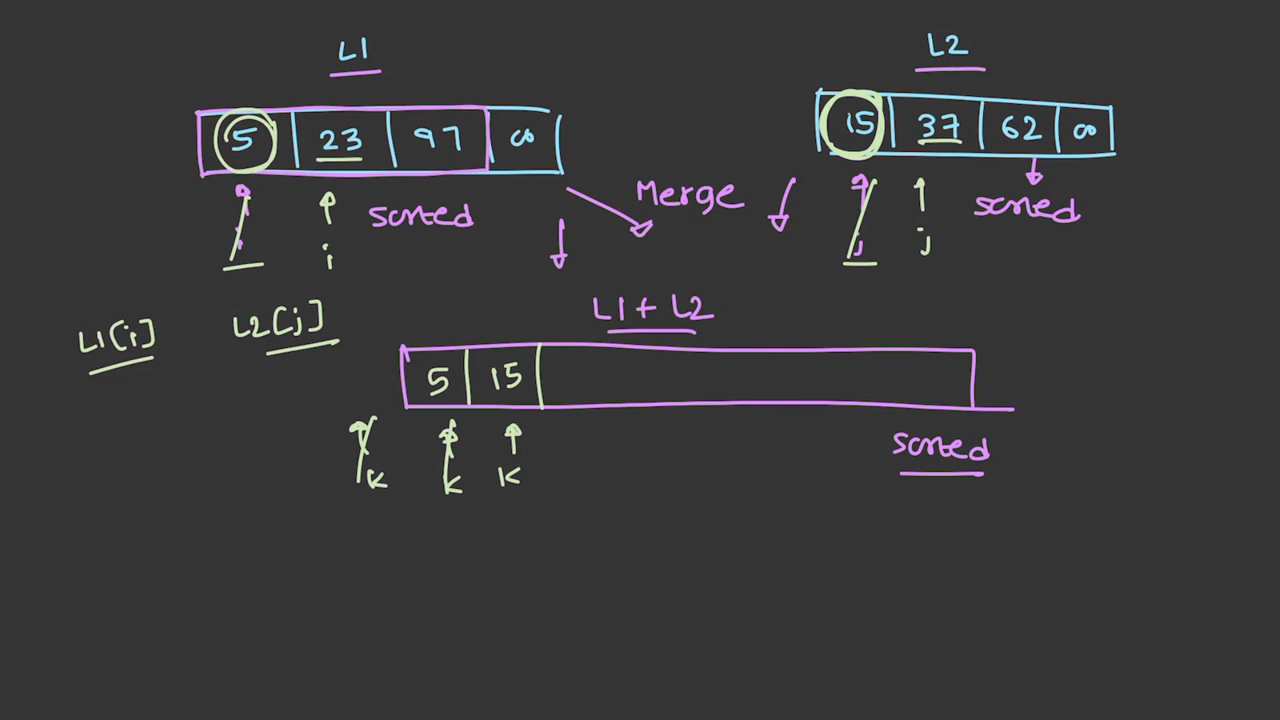 L1
L2
5 23 97 ∞
15 37 62 ∞
sorted
Merge
sorted
i
j
j
L1[i]
L2[j]
L1 + L2
5 15
sorted
K
K
K